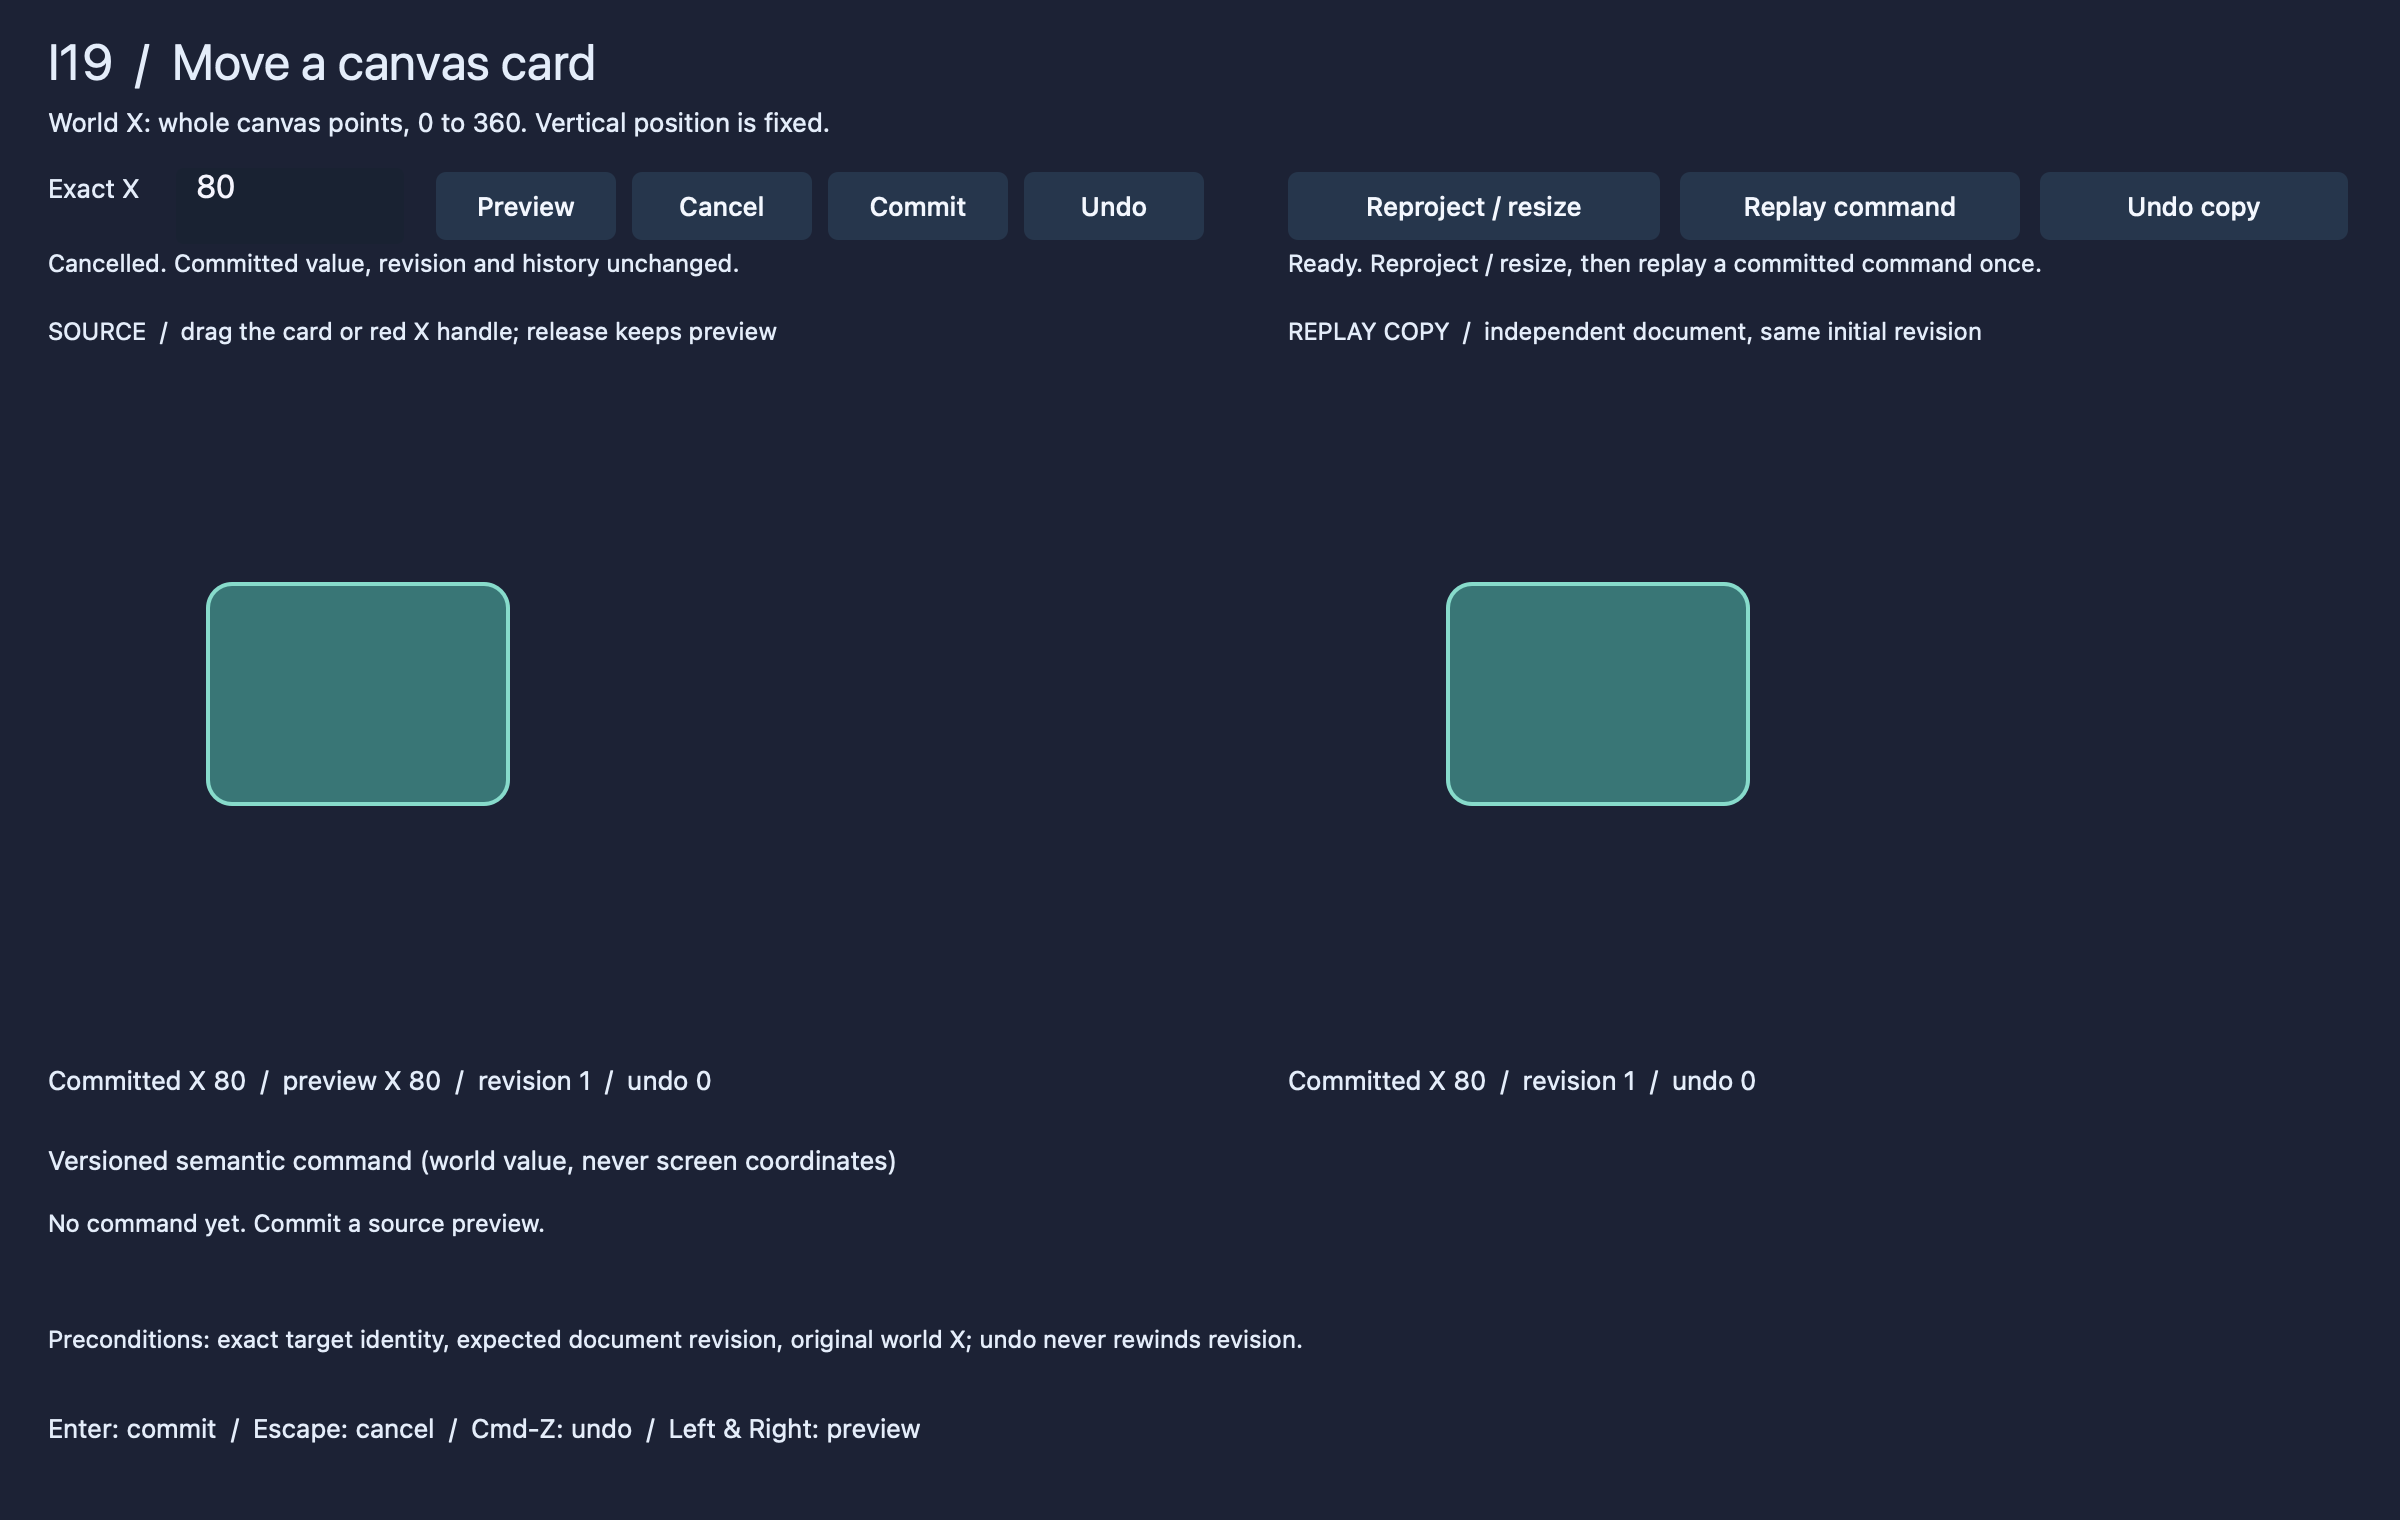 I19 / Move a canvas card
World X: whole canvas points, 0 to 360. Vertical position is fixed.
Exact X 80 Preview Cancel Commit Undo Reproject / resize Replay command Undo copy
Cancelled. Committed value, revision and history unchanged.
Ready. Reproject / resize, then replay a committed command once.
SOURCE / drag the card or red X handle; release keeps preview
REPLAY COPY / independent document, same initial revision
Committed X 80 / preview X 80 / revision 1 / undo 0
Committed X 80 / revision 1 / undo 0
Versioned semantic command (world value, never screen coordinates)
No command yet. Commit a source preview.
Preconditions: exact target identity, expected document revision, original world X; undo never rewinds revision.
Enter: commit / Escape: cancel / Cmd-Z: undo / Left & Right: preview